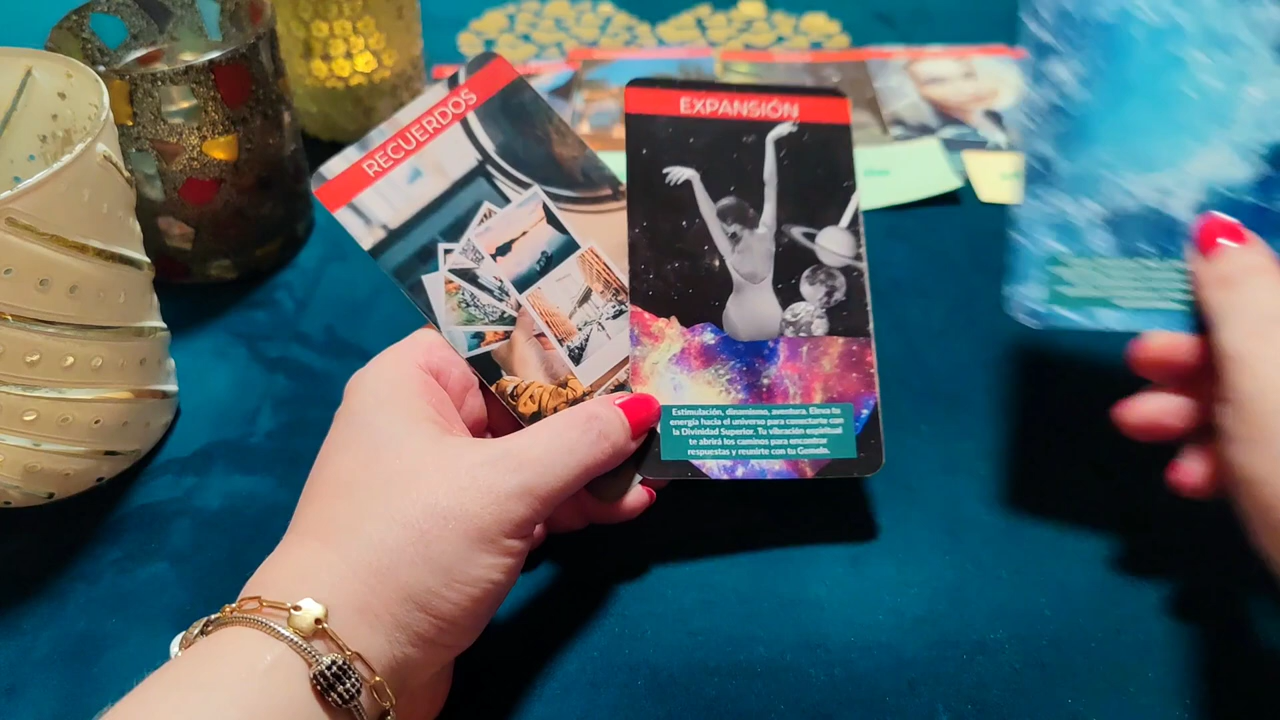 RECUERDOS
EXPANSIÓN
Estimulación, dinamismo, aventura. Eleva tu
energía hacia el universo para conectarte con
la Divinidad Superior. Tu vibración espiritual
te abrirá los caminos para encontrar
respuestas y reunirte con tu Gemelo.